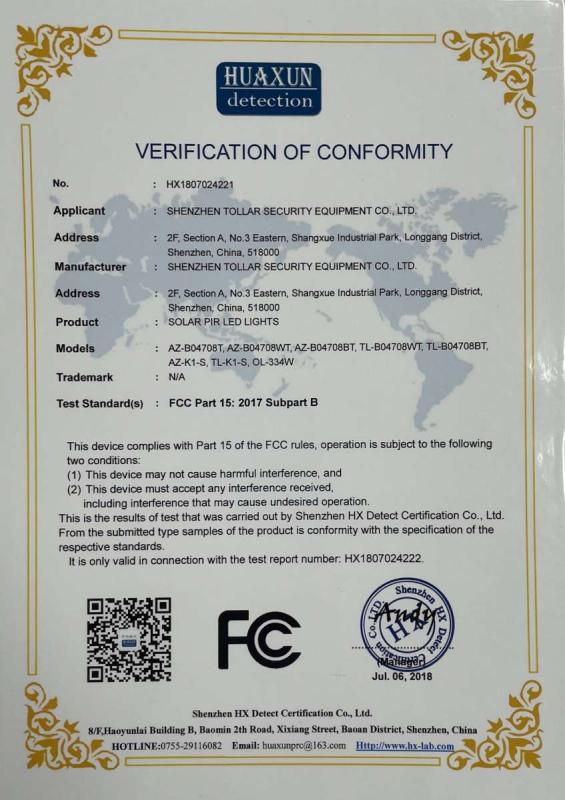 HUAXUN
detection
VERIFICATION OF CONFORMITY
No. : HX1807024221
Applicant : SHENZHEN TOLLAR SECURITY EQUIPMENT CO., LTD.
Address : 2F, Section A, No.3 Eastern, Shangxue Industrial Park, Longgang District,
Shenzhen, China, 518000
Manufacturer : SHENZHEN TOLLAR SECURITY EQUIPMENT CO., LTD.
Address : 2F, Section A, No.3 Eastern, Shangxue Industrial Park, Longgang District,
Shenzhen, China, 518000
Product : SOLAR PIR LED LIGHTS
Models : AZ-B04708T, AZ-B04708WT, AZ-B04708BT, TL-B04708WT, TL-B04708BT,
AZ-K1-S, TL-K1-S, OL-334W
Trademark : N/A
Test Standard(s) : FCC Part 15: 2017 Subpart B
This device complies with Part 15 of the FCC rules, operation is subject to the following
two conditions:
(1) This device may not cause harmful interference, and
(2) This device must accept any interference received,
including interference that may cause undesired operation.
This is the results of test that was carried out by Shenzhen HX Detect Certification Co., Ltd.
From the submitted type samples of the product is conformity with the specification of the
respective standards.
It is only valid in connection with the test report number: HX1807024222.
HUAXUN
FCC
Shenzhen HX Detect Certification Co.,LTD.
HX
Andy
(Manager)
Jul. 06, 2018
Shenzhen HX Detect Certification Co., Ltd.
8/F,Haoyunlai Building B, Baomin 2th Road, Xixiang Street, Baoan District, Shenzhen, China
HOTLINE:0755-29116082 Email: huaxunprc@163.com Http://www.hx-lab.com